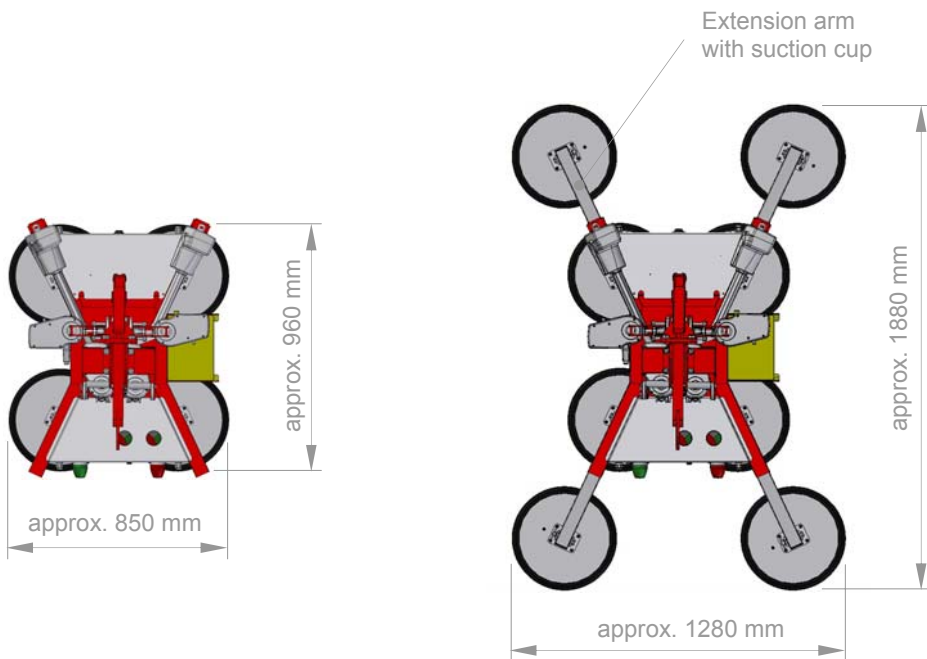 Extension arm
with suction cup
approx. 960 mm
approx. 850 mm
approx. 1880 mm
approx. 1280 mm